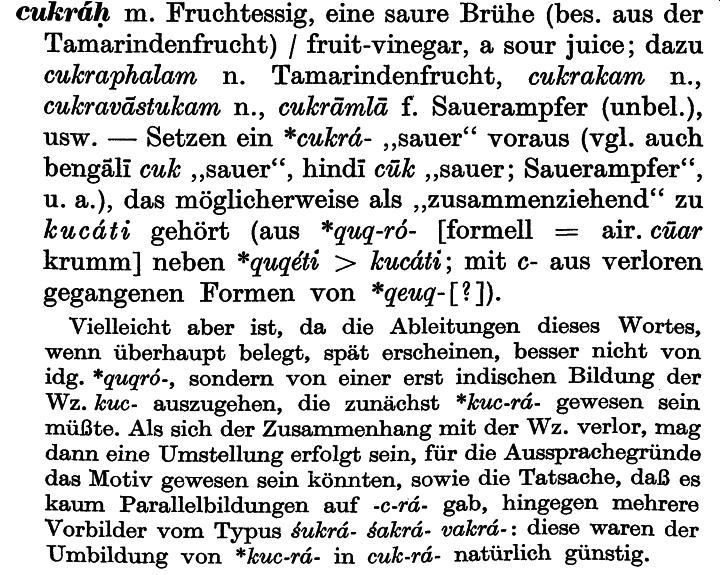 cukráḥ m. Fruchtessig, eine saure Brühe (bes. aus der
Tamarindenfrucht) / fruit-vinegar, a sour juice; dazu
cukraphalam n. Tamarindenfrucht, cukrakam n.,
cukravāstukam n., cukrāmlā f. Sauerampfer (unbel.),
usw. — Setzen ein *cukrá- „sauer“ voraus (vgl. auch
bengālī cuk „sauer“, hindī cūk „sauer; Sauerampfer“,
u. a.), das möglicherweise als „zusammenziehend“ zu
kucáti gehört (aus *quq-ró- [formell = air. cūar
krumm] neben *quqéti > kucáti; mit c- aus verloren
gegangenen Formen von *qeuq- [?]).
Vielleicht aber ist, da die Ableitungen dieses Wortes,
wenn überhaupt belegt, spät erscheinen, besser nicht von
idg. *quqró-, sondern von einer erst indischen Bildung der
Wz. kuc- auszugehen, die zunächst *kuc-rá- gewesen sein
müßte. Als sich der Zusammenhang mit der Wz. verlor, mag
dann eine Umstellung erfolgt sein, für die Aussprachegründe
das Motiv gewesen sein könnten, sowie die Tatsache, daß es
kaum Parallelbildungen auf -c-rá- gab, hingegen mehrere
Vorbilder vom Typus śukrá- śakrá- vakrá-: diese waren der
Umbildung von *kuc-rá- in cuk-rá- natürlich günstig.